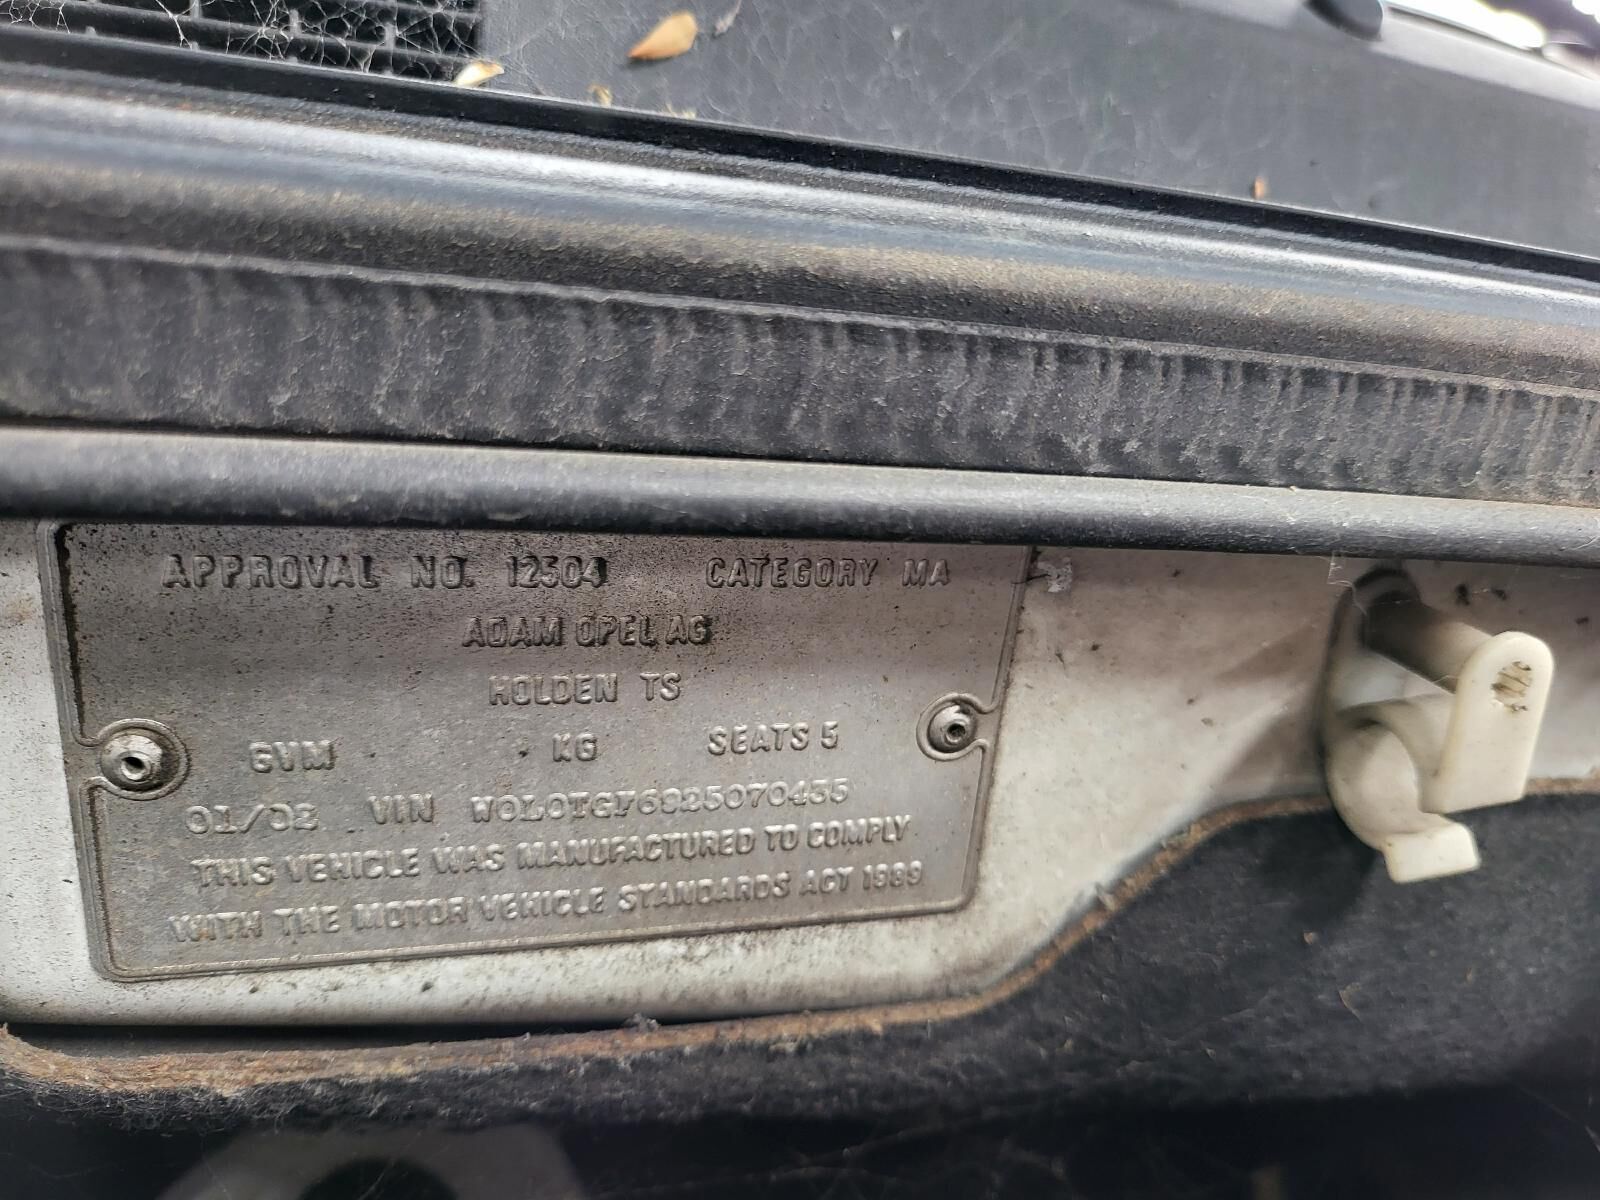 APPROVAL NO. 12504 CATEGORY MA
ADAM OPEL AG
HOLDEN TS
GVM KG SEATS 5
01/02 VIN W0L0TGF6925070435
THIS VEHICLE WAS MANUFACTURED TO COMPLY
WITH THE MOTOR VEHICLE STANDARDS ACT 1989